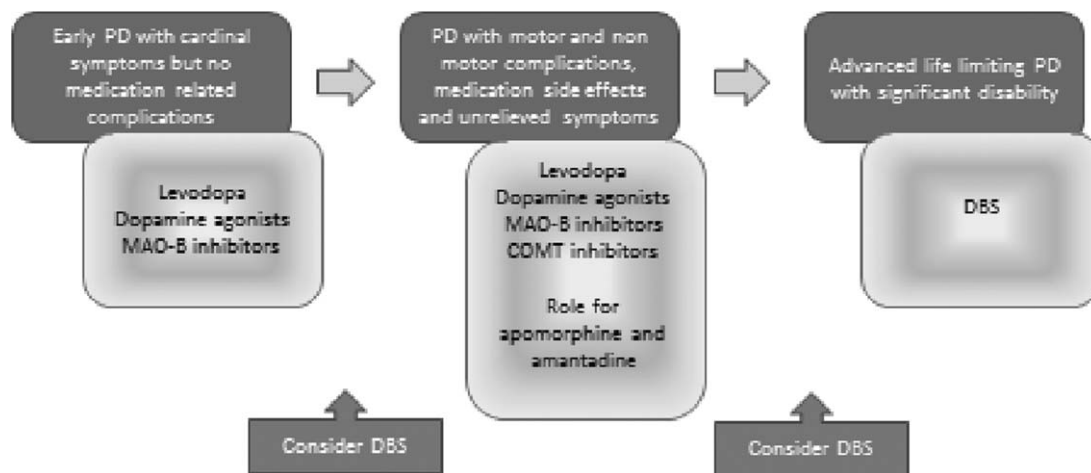 Early PD with cardinal
symptoms but no
medication related
complications
Levodopa
Dopamine agonists
MAO-B inhibitors
PD with motor and non
motor complications,
medication side effects
and unrelieved symptoms
Levodopa
Dopamine agonists
MAO-B inhibitors
COMT inhibitors
Role for
apomorphine and
amantadine
Advanced life limiting PD
with significant disability
DBS
Consider DBS
Consider DBS